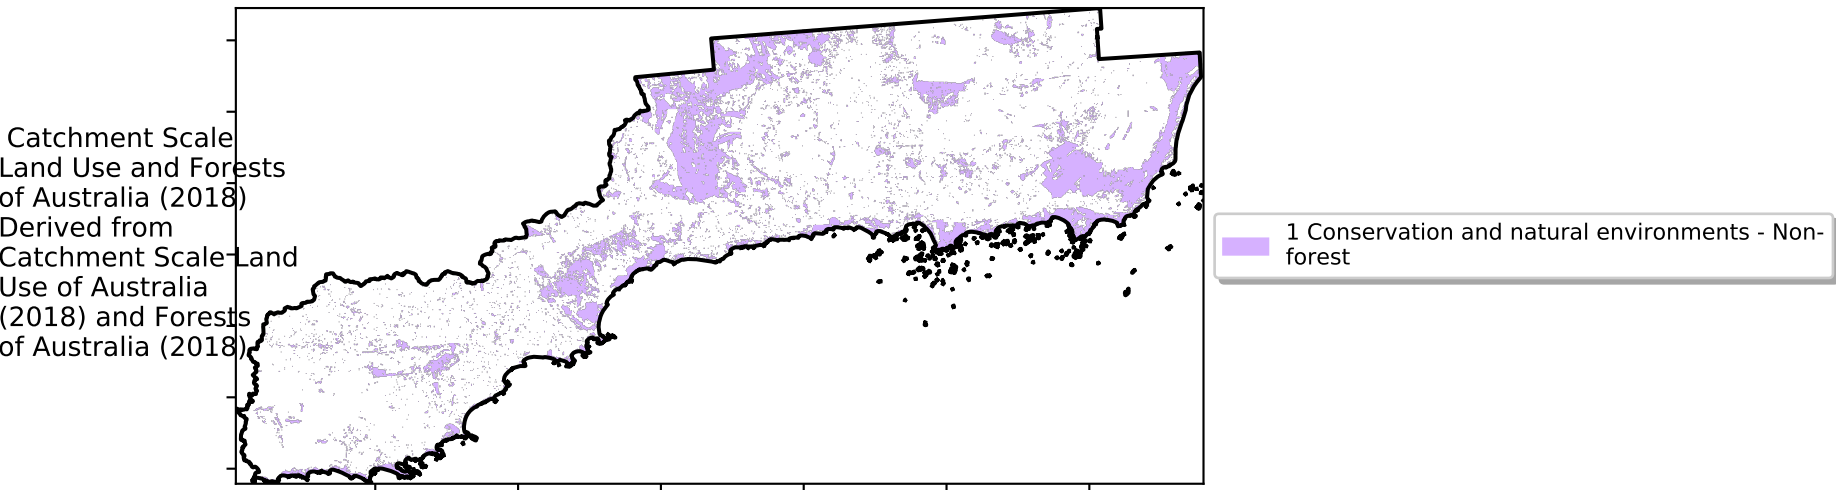 Catchment Scale
Land Use and Forests
of Australia (2018)
Derived from
Catchment Scale Land
Use of Australia
(2018) and Forests
of Australia (2018)
1 Conservation and natural environments - Non-
forest